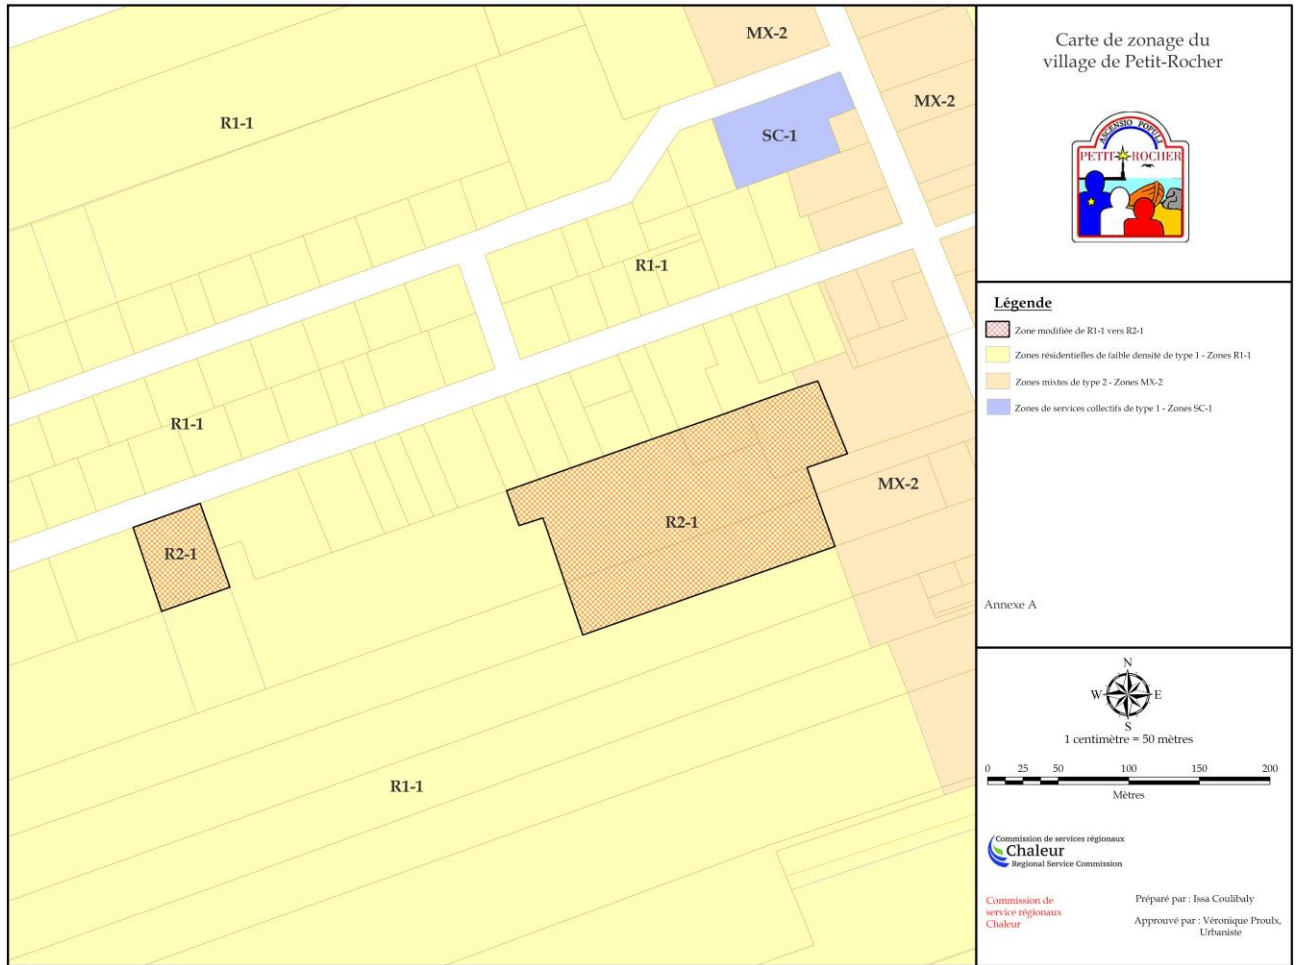 MX-2
R1-1
MX-2
SC-1
R1-1
R1-1
MX-2
R2-1
R2-1
R1-1
Carte de zonage du
village de Petit-Rocher
ASCENSIO POPULI
PETIT ROCHER
Légende
Zone modifiée de R1-1 vers R2-1
Zones résidentielles de faible densité de type 1 - Zones R1-1
Zones mixtes de type 2 - Zones MX-2
Zones de services collectifs de type 1 - Zones SC-1
Annexe A
N
W E
S
1 centimètre = 50 mètres
0 25 50 100 150 200
Mètres
Commission de services régionaux
Chaleur
Regional Service Commission
Commission de
service régionaux
Chaleur
Préparé par : Issa Coulibaly
Approuvé par : Véronique Proulx,
Urbaniste